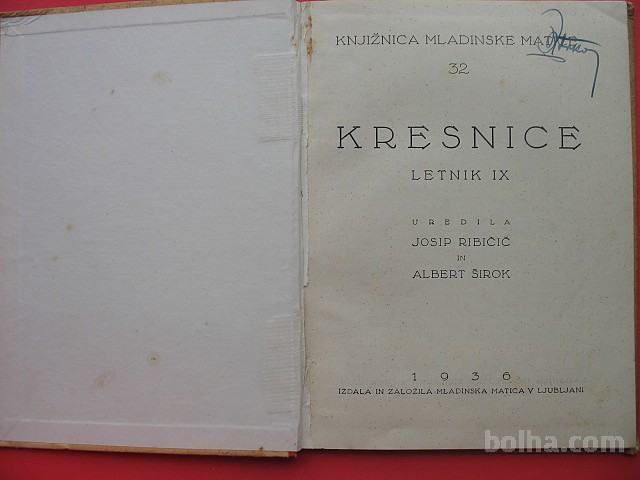 KNJIŽNICA MLADINSKE MATICE
32
KRESNICE
LETNIK IX
UREDILA
JOSIP RIBIČIČ
IN
ALBERT ŠIROK
1936
IZDALA IN ZALOŽILA MLADINSKA MATICA V LJUBLJANI
bolha.com